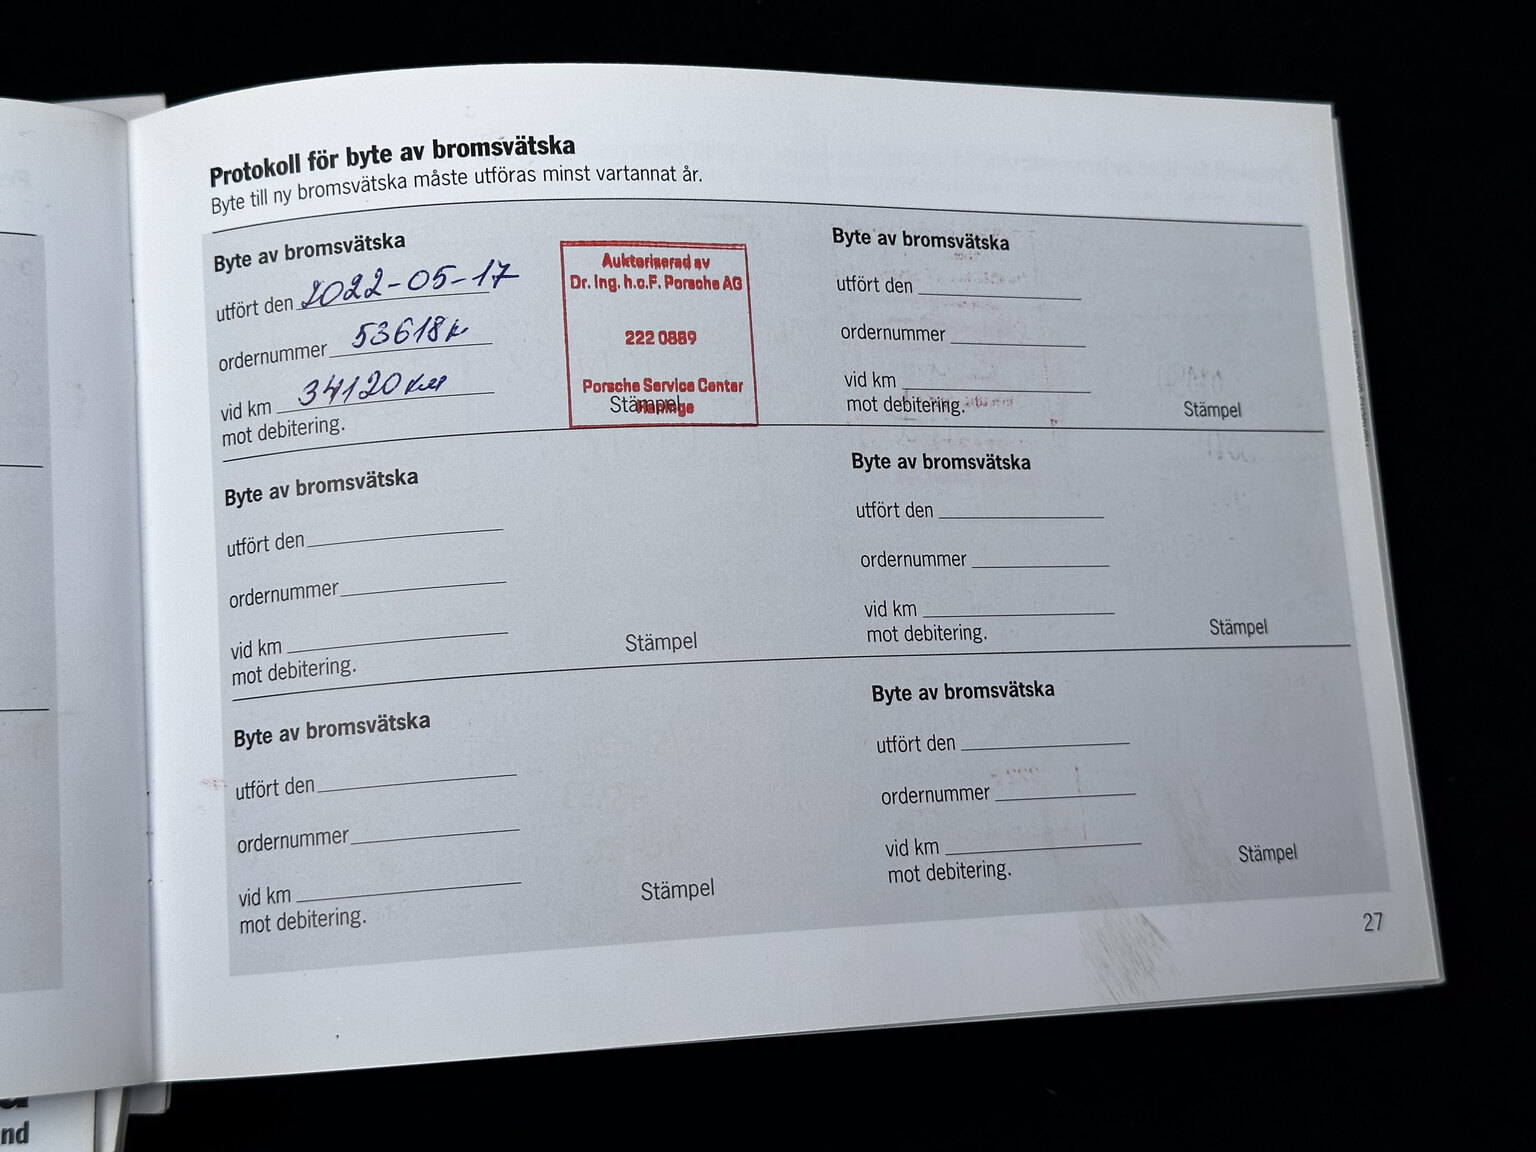 Protokoll för byte av bromsvätska
Byte till ny bromsvätska måste utföras minst vartannat år.
Byte av bromsvätska
utfört den 2022-05-17
ordernummer 53618
vid km 34120 km
mot debitering.
Auktoriserad av
Dr. Ing. h.c.F. Porsche AG
222 0889
Porsche Service Center
Stämpel
Byte av bromsvätska
utfört den
ordernummer
vid km
mot debitering.
Stämpel
Byte av bromsvätska
utfört den
ordernummer
vid km
mot debitering.
Stämpel
Byte av bromsvätska
utfört den
ordernummer
vid km
mot debitering.
Stämpel
Byte av bromsvätska
utfört den
ordernummer
vid km
mot debitering.
Stämpel
Byte av bromsvätska
utfört den
ordernummer
vid km
mot debitering.
Stämpel
27
nd